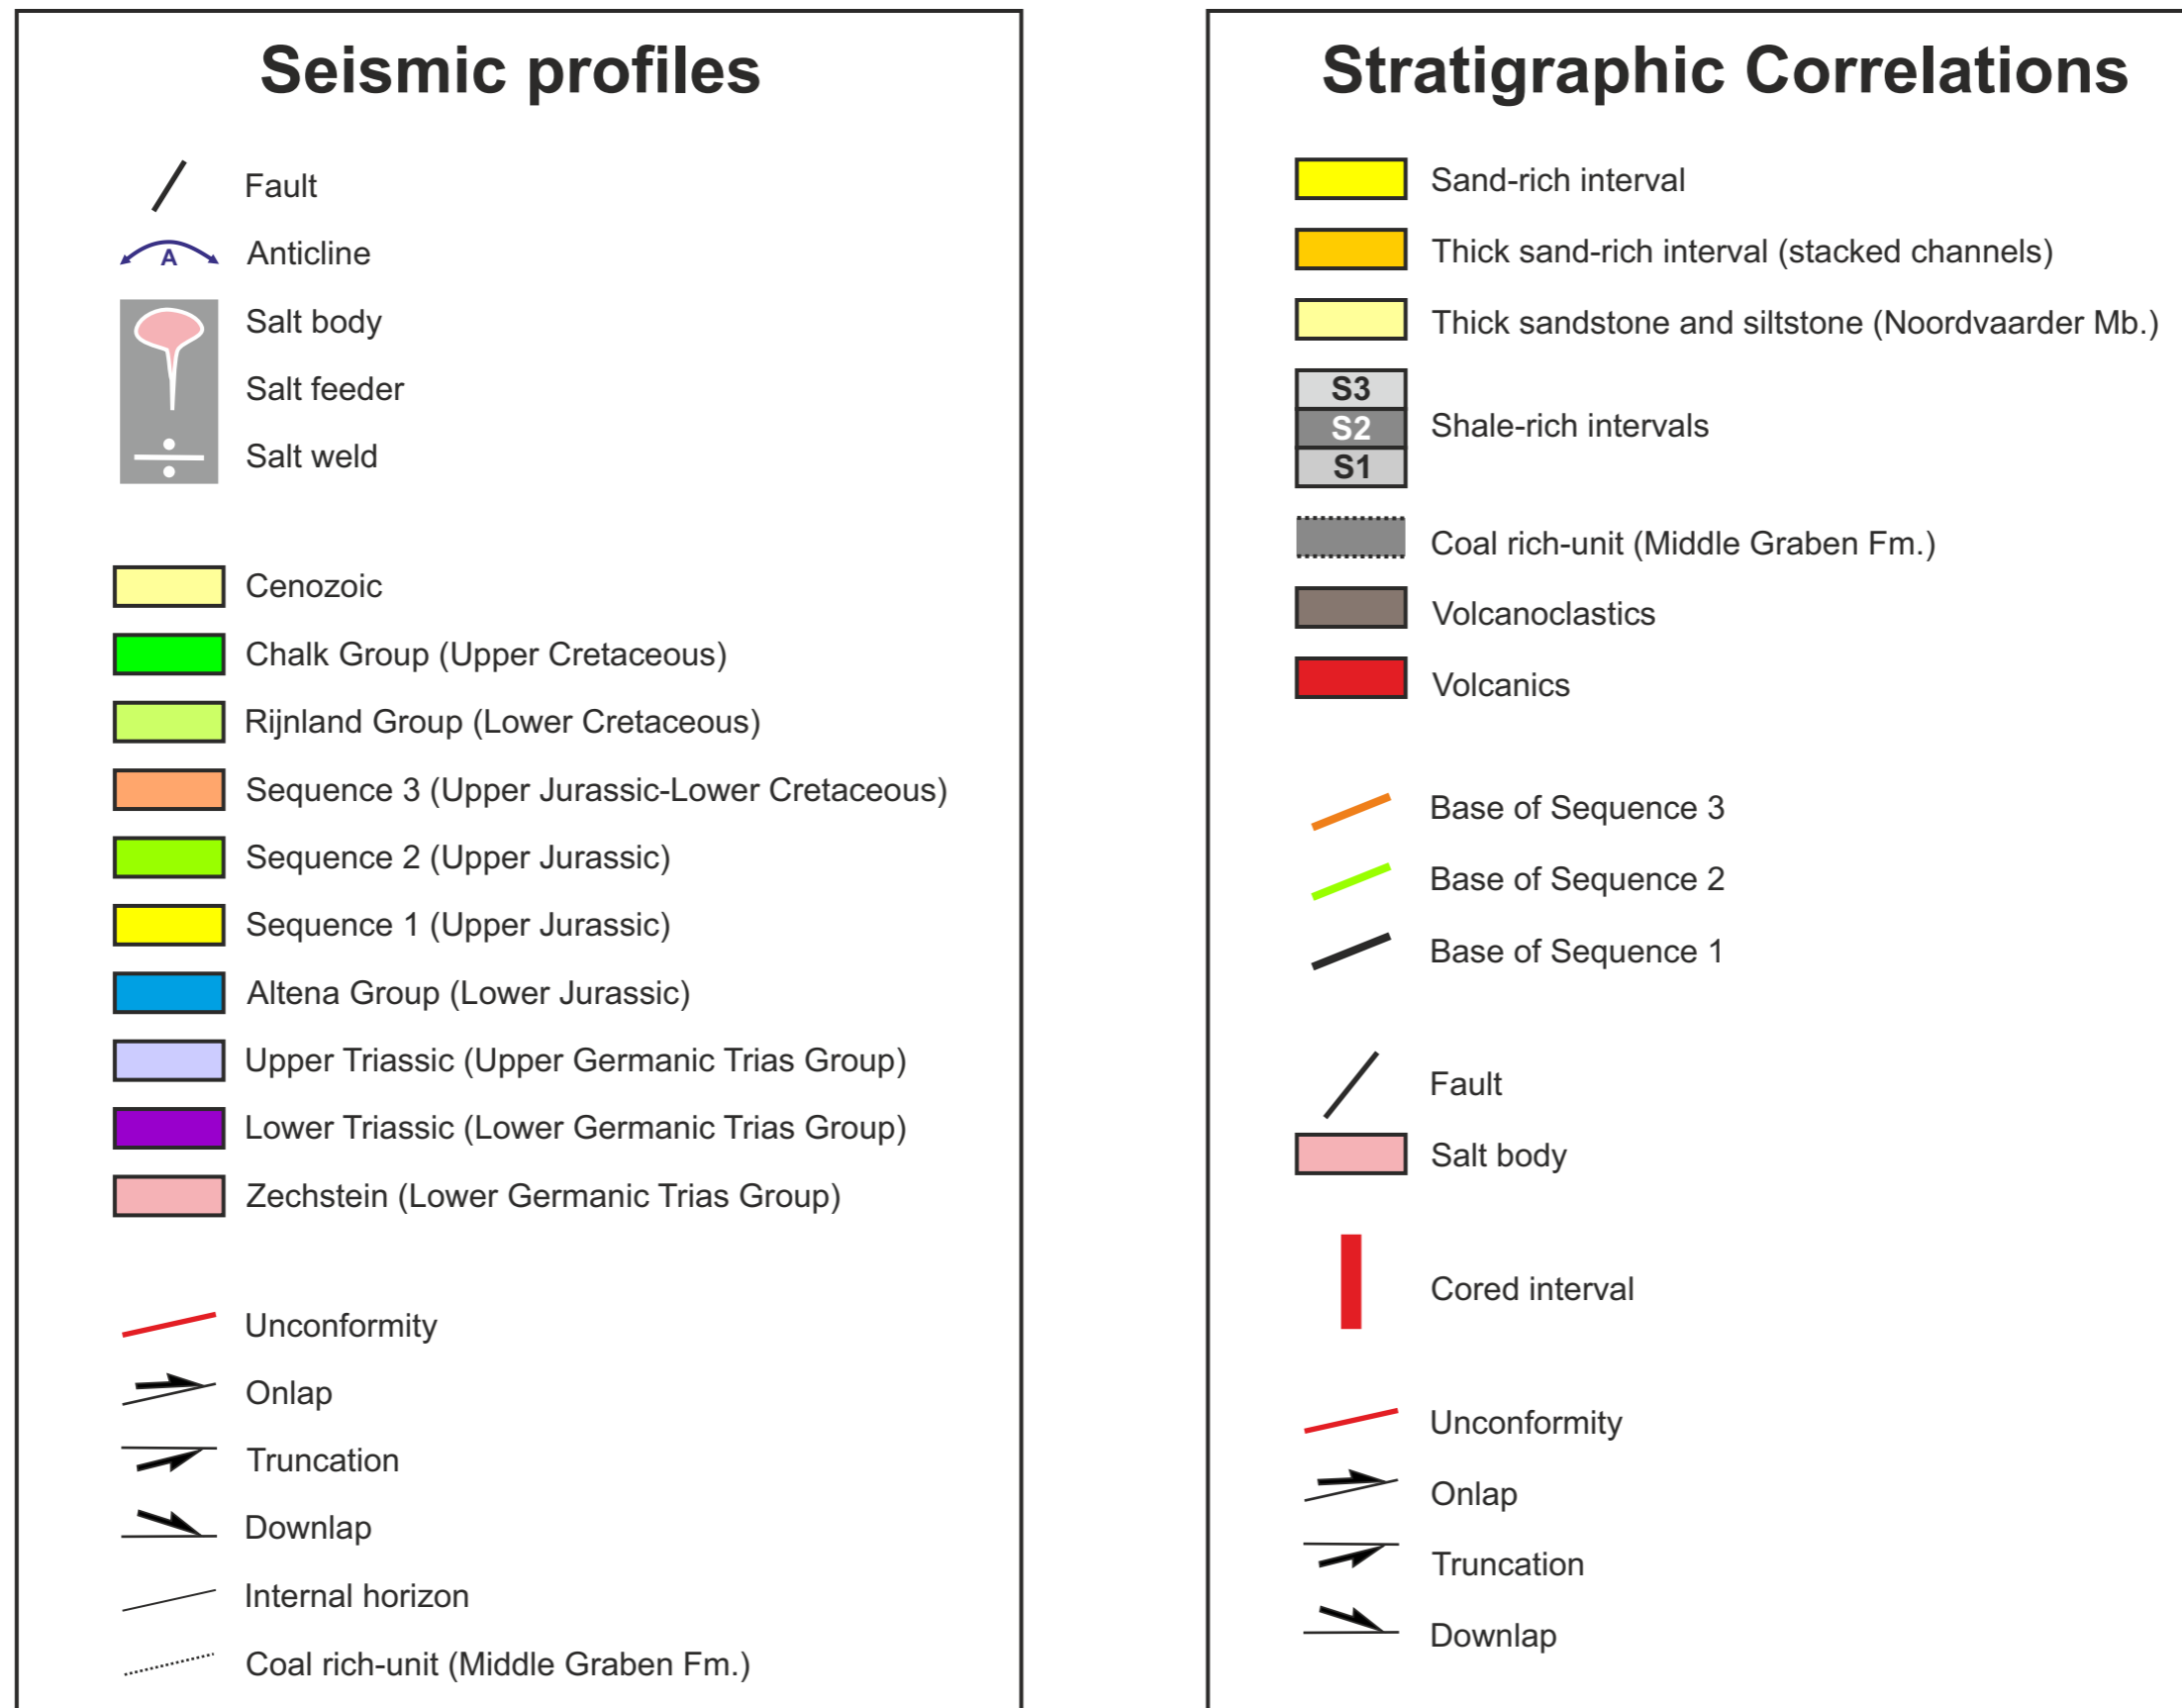 Seismic profiles
Fault
A
Anticline
Salt body
Salt feeder
Salt weld
Cenozoic
Chalk Group (Upper Cretaceous)
Rijnland Group (Lower Cretaceous)
Sequence 3 (Upper Jurassic-Lower Cretaceous)
Sequence 2 (Upper Jurassic)
Sequence 1 (Upper Jurassic)
Altena Group (Lower Jurassic)
Upper Triassic (Upper Germanic Trias Group)
Lower Triassic (Lower Germanic Trias Group)
Zechstein (Lower Germanic Trias Group)
Unconformity
Onlap
Truncation
Downlap
Internal horizon
Coal rich-unit (Middle Graben Fm.)
Stratigraphic Correlations
Sand-rich interval
Thick sand-rich interval (stacked channels)
Thick sandstone and siltstone (Noordvaarder Mb.)
S3
S2
S1
Shale-rich intervals
Coal rich-unit (Middle Graben Fm.)
Volcanoclastics
Volcanics
Base of Sequence 3
Base of Sequence 2
Base of Sequence 1
Fault
Salt body
Cored interval
Unconformity
Onlap
Truncation
Downlap